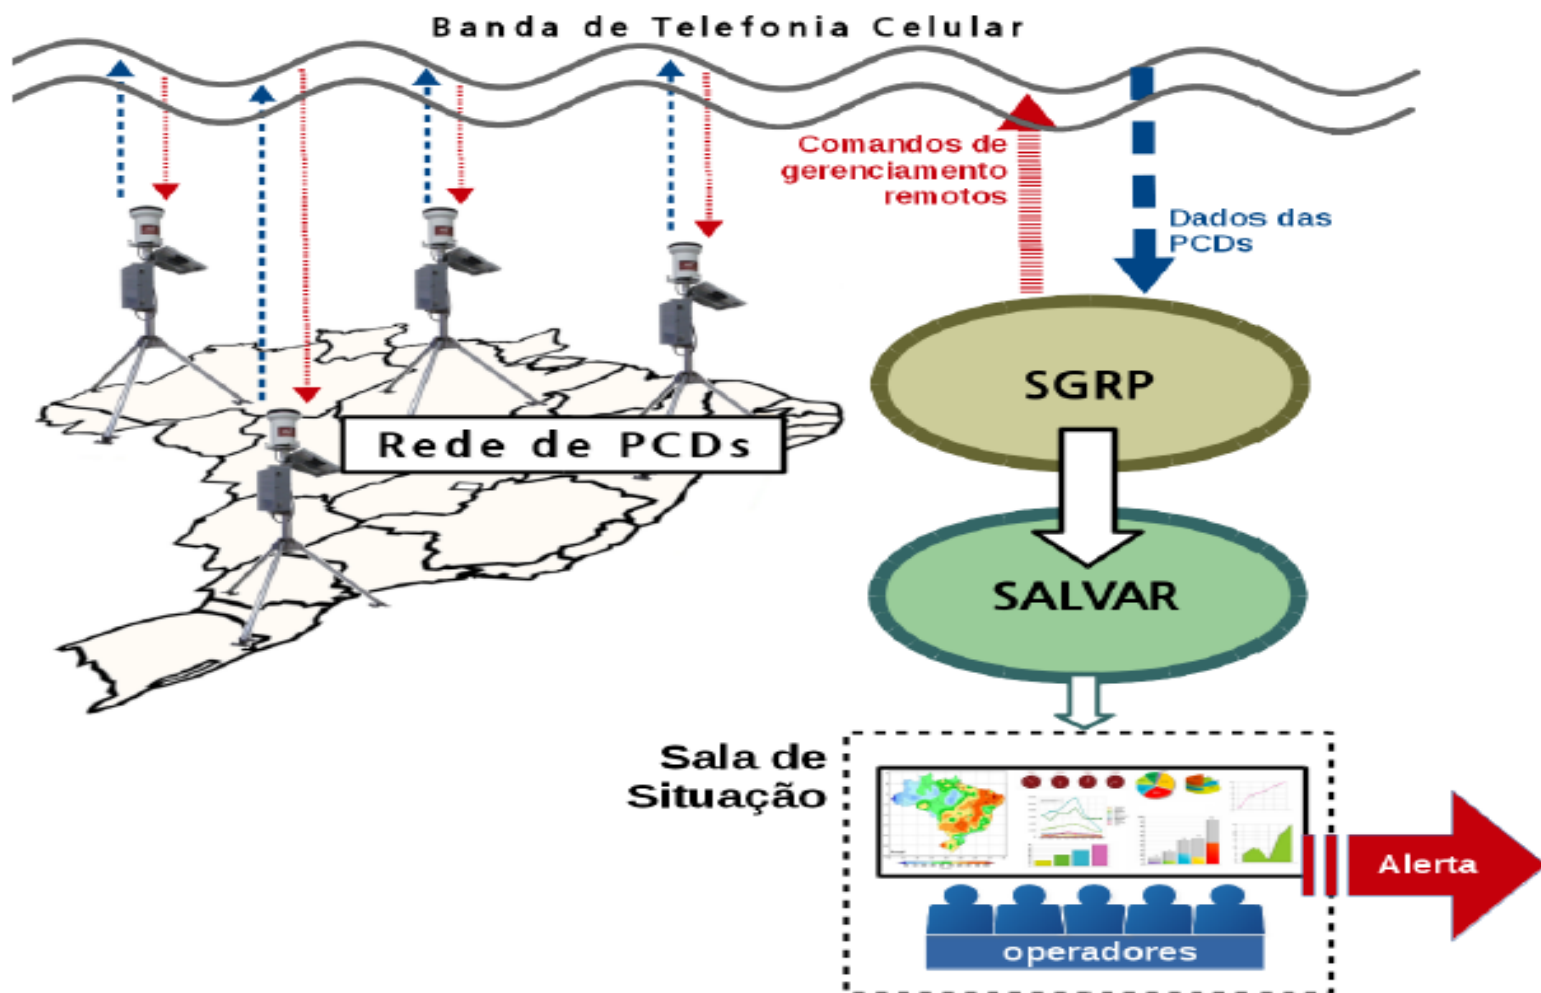 Banda de Telefonia Celular
Comandos de
gerenciamento
remotos
Dados das
PCDs
Rede de PCDs
SGRP
SALVAR
Sala de
Situação
Alerta
operadores